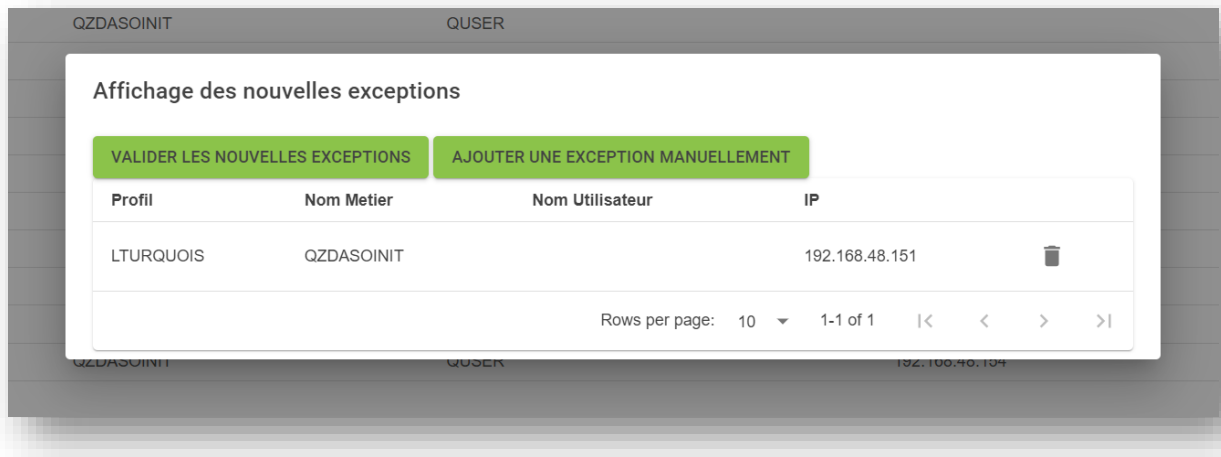 QZDASOINIT QUSER
Affichage des nouvelles exceptions
VALIDER LES NOUVELLES EXCEPTIONS AJOUTER UNE EXCEPTION MANUELLEMENT
Profil Nom Metier Nom Utilisateur IP
LTURQUOIS QZDASOINIT 192.168.48.151
Rows per page: 10 1-1 of 1
QZDASOINIT QUSER 192.168.48.154